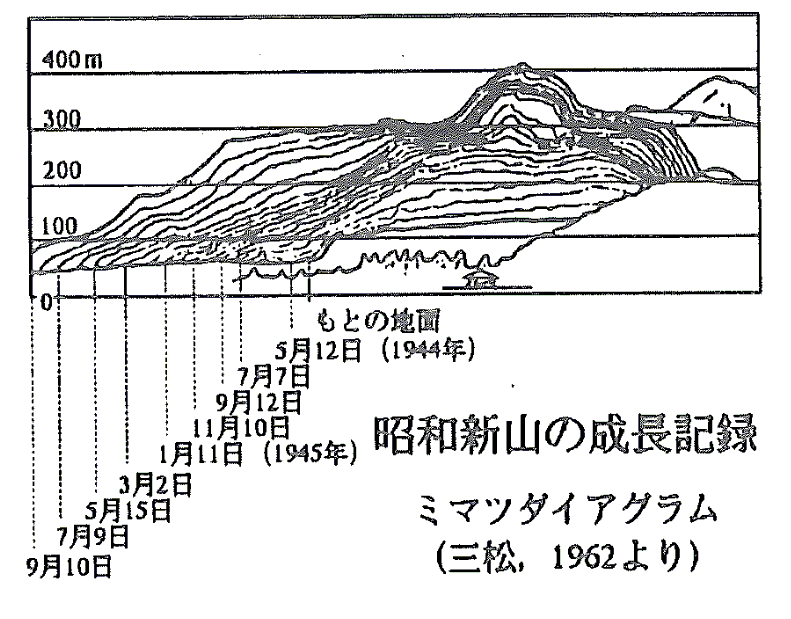 400m
300
200
100
0
もとの地面
5月12日（1944年）
7月7日
9月12日
11月10日
1月11日（1945年）
3月2日
5月15日
7月9日
9月10日
昭和新山の成長記録
ミマツダイアグラム
(三松，1962より)